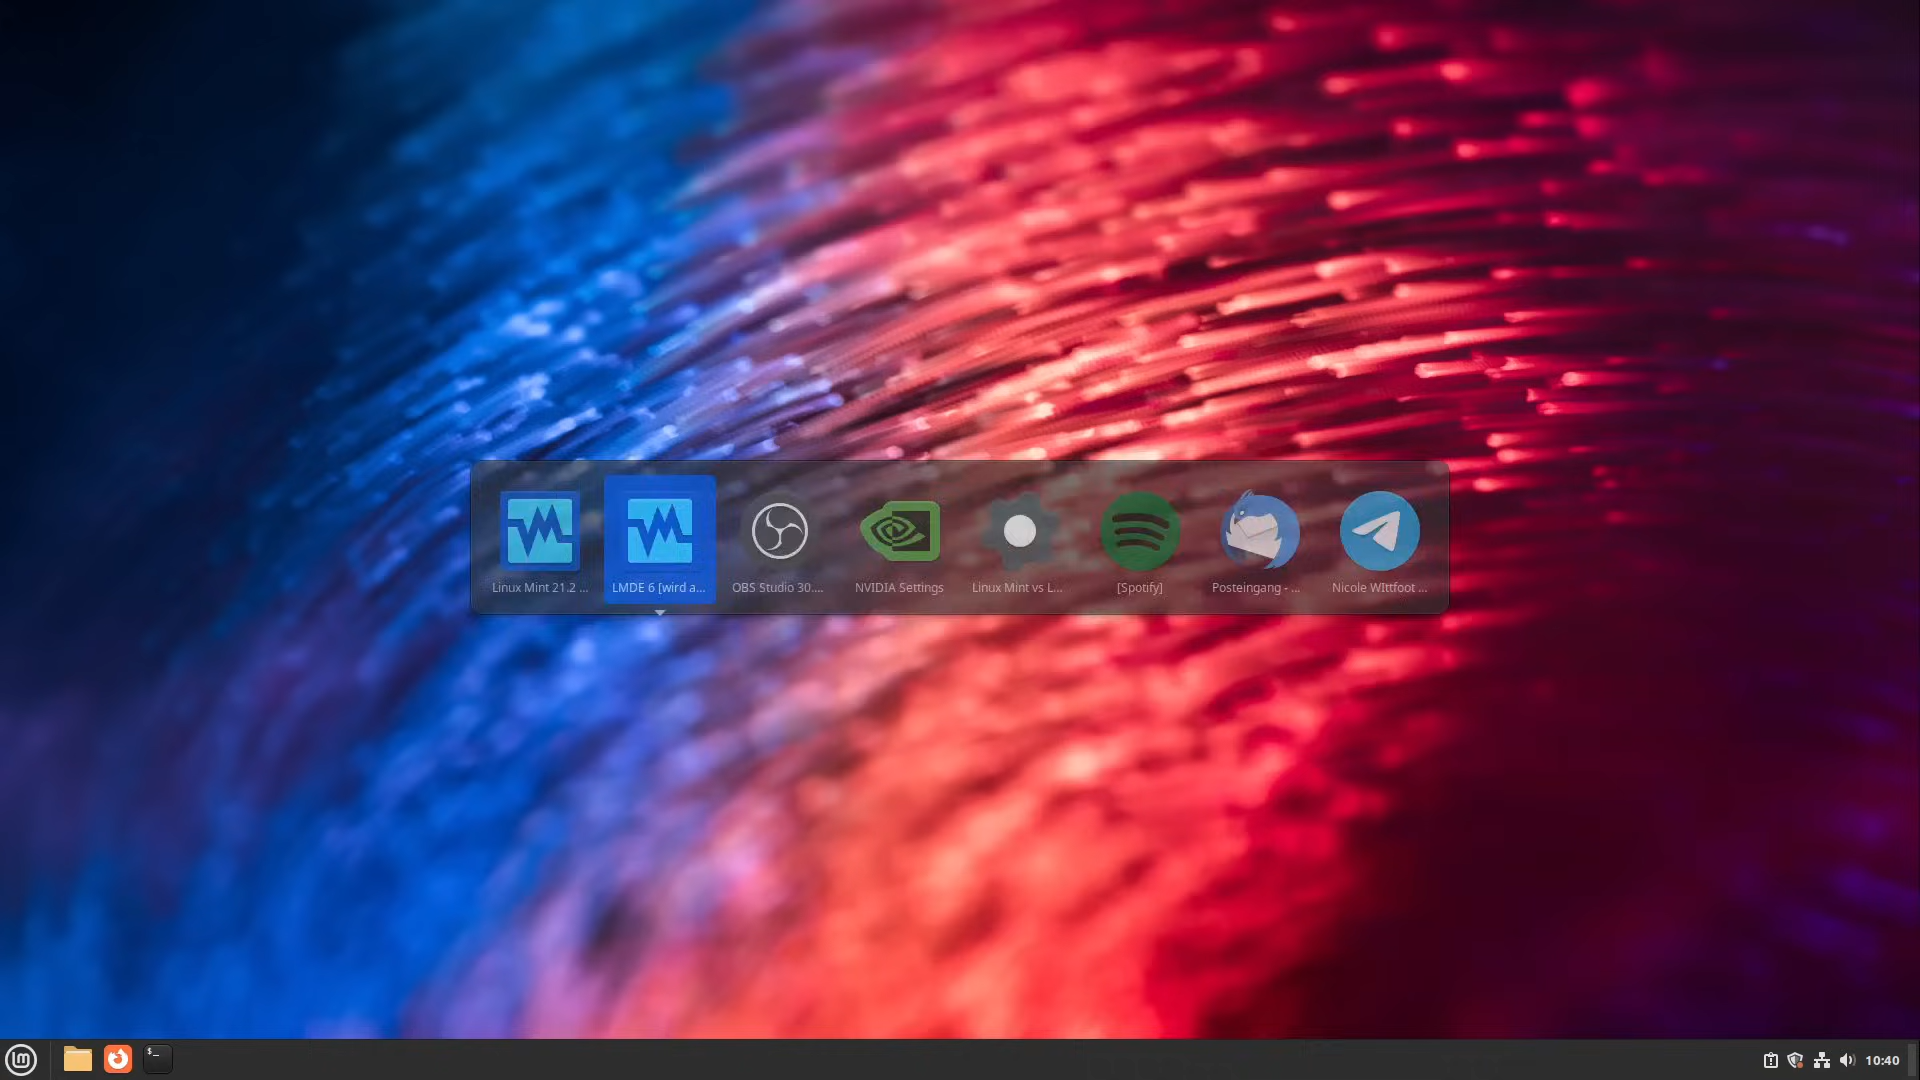 Linux Mint 21.2 ...
LMDE 6 [wird a...
OBS Studio 30....
NVIDIA Settings
Linux Mint vs L...
[Spotify]
Posteingang - ...
Nicole WIttfoot ...
$_
10:40